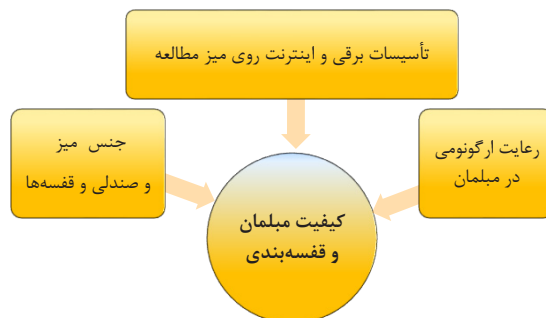 تأسیسات برقی و اینترنت روی میز مطالعه
رعایت ارگونومی
در مبلمان
جنس میز
و صندلی و قفسه‌ها
کیفیت مبلمان
و قفسه‌بندی